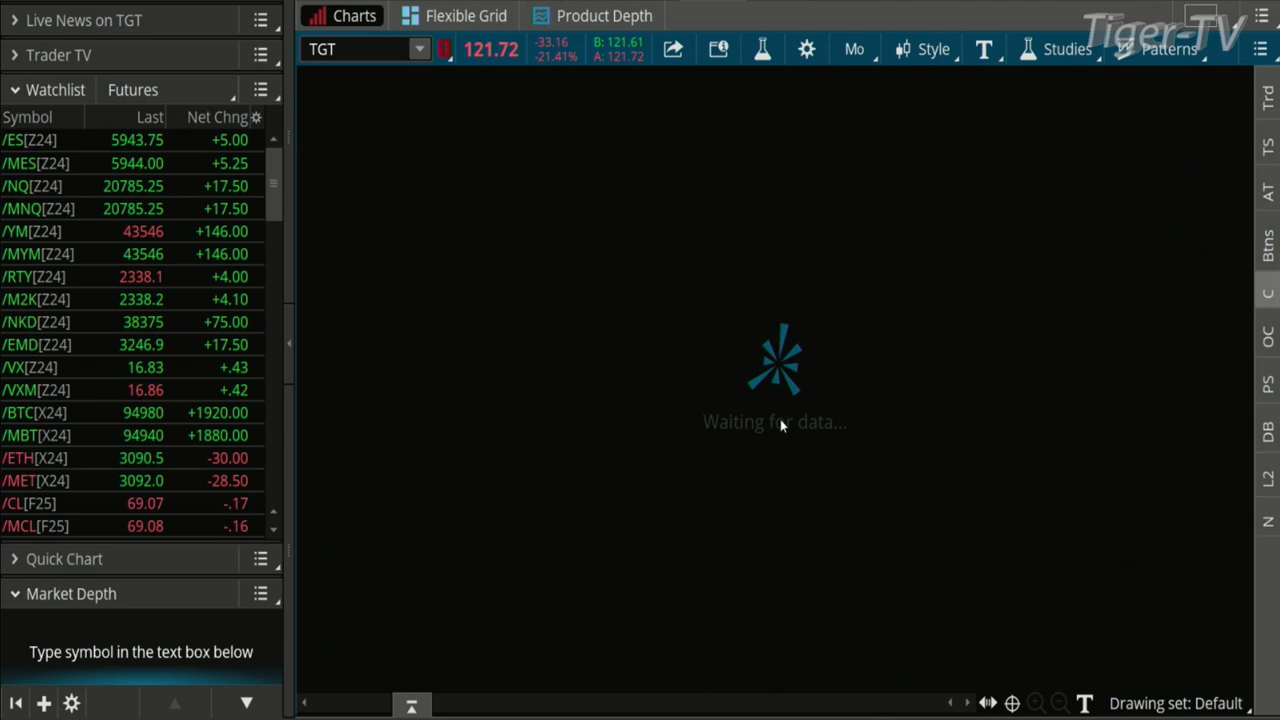 Live News on TGT
Trader TV
Watchlist Futures
Symbol Last Net Chng
/ES[Z24] 5943.75 +5.00
/MES[Z24] 5944.00 +5.25
/NQ[Z24] 20785.25 +17.50
/MNQ[Z24] 20785.25 +17.50
/YM[Z24] 43546 +146.00
/MYM[Z24] 43546 +146.00
/RTY[Z24] 2338.1 +4.00
/M2K[Z24] 2338.2 +4.10
/NKD[Z24] 38375 +75.00
/EMD[Z24] 3246.9 +17.50
/VX[Z24] 16.83 +.43
/VXM[Z24] 16.86 +.42
/BTC[X24] 94980 +1920.00
/MBT[X24] 94940 +1880.00
/ETH[X24] 3090.5 -30.00
/MET[X24] 3092.0 -28.50
/CL[F25] 69.07 -.17
/MCL[F25] 69.08 -.16
Quick Chart
Market Depth
Type symbol in the text box below
Charts Flexible Grid Product Depth
Tiger-TV
TGT 121.72 -33.16 B: 121.61 Mo Style T Studies Patterns
-21.41% A: 121.72
Waiting for data...
Trd
TS
AT
Btns
C
OC
PS
DB
L2
N
T Drawing set: Default